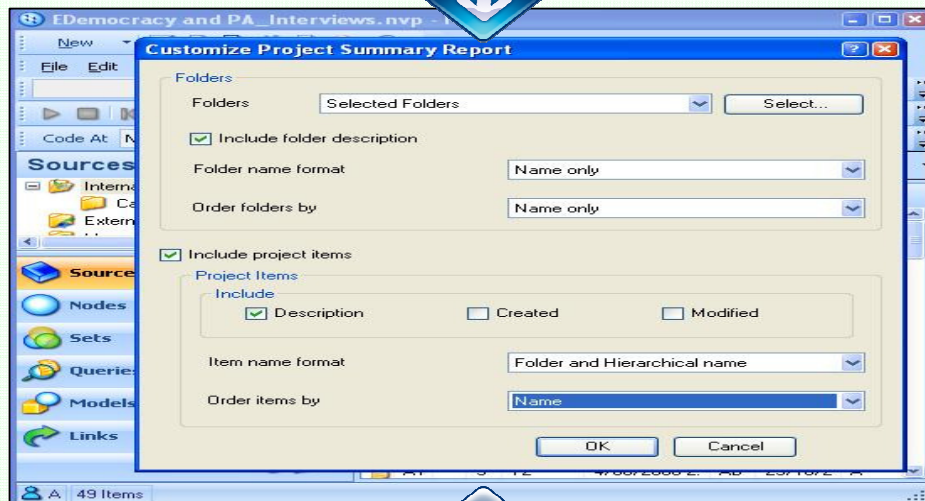 EDemocracy and PA_Interviews.nvp -
New
Customize Project Summary Report
File Edit
Folders
Folders Selected Folders Select...
Code At
Include folder description
Sources
Folder name format Name only
Order folders by Name only
Include project items
Project Items
Include
Description Created Modified
Nodes
Sets
Item name format Folder and Hierarchical name
Models
Order items by Name
Links
OK Cancel
A 49 Items